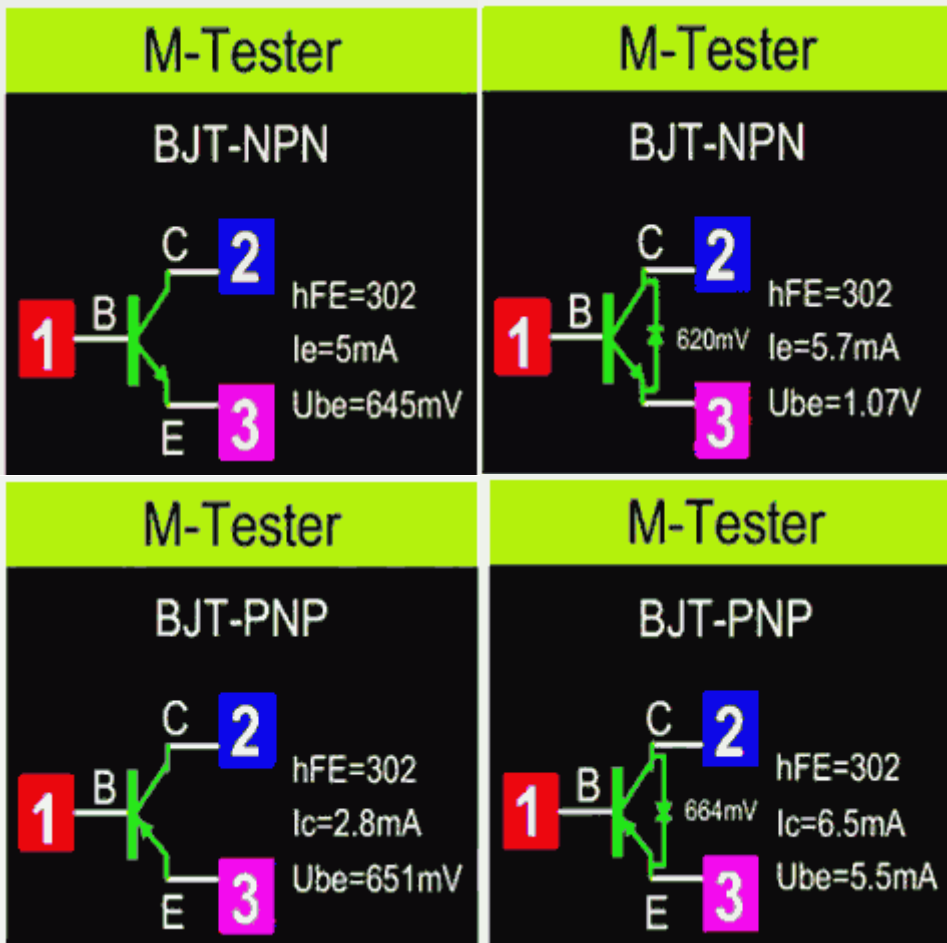 M-Tester
BJT-NPN
C 2
hFE=302
1 B
Ie=5mA
Ube=645mV
E 3
M-Tester
BJT-NPN
C 2
hFE=302
1 B
620mV
Ie=5.7mA
Ube=1.07V
3
M-Tester
BJT-PNP
C 2
hFE=302
1 B
Ic=2.8mA
Ube=651mV
E 3
M-Tester
BJT-PNP
C 2
hFE=302
1 B
664mV
Ic=6.5mA
Ube=5.5mA
E 3